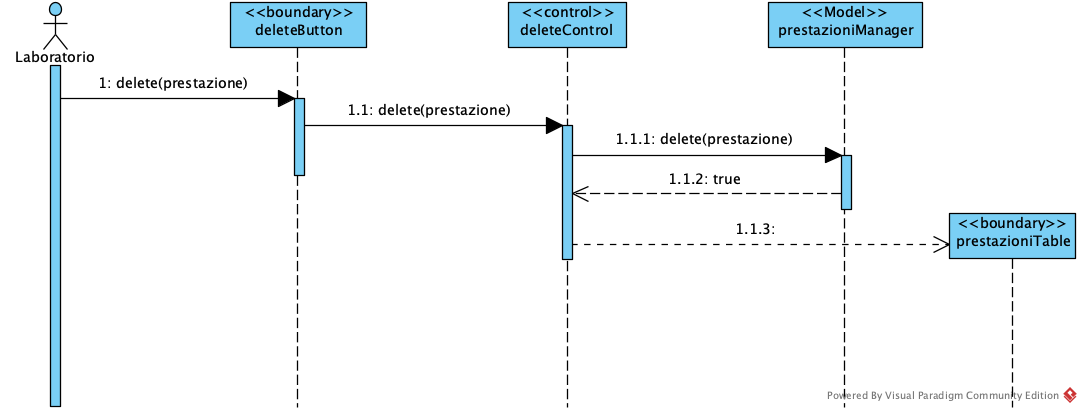 <<boundary>>
deleteButton
<<control>>
deleteControl
<<Model>>
prestazioniManager
Laboratorio
1: delete(prestazione)
1.1: delete(prestazione)
1.1.1: delete(prestazione)
1.1.2: true
<<boundary>>
prestazioniTable
1.1.3:
Powered By Visual Paradigm Community Edition